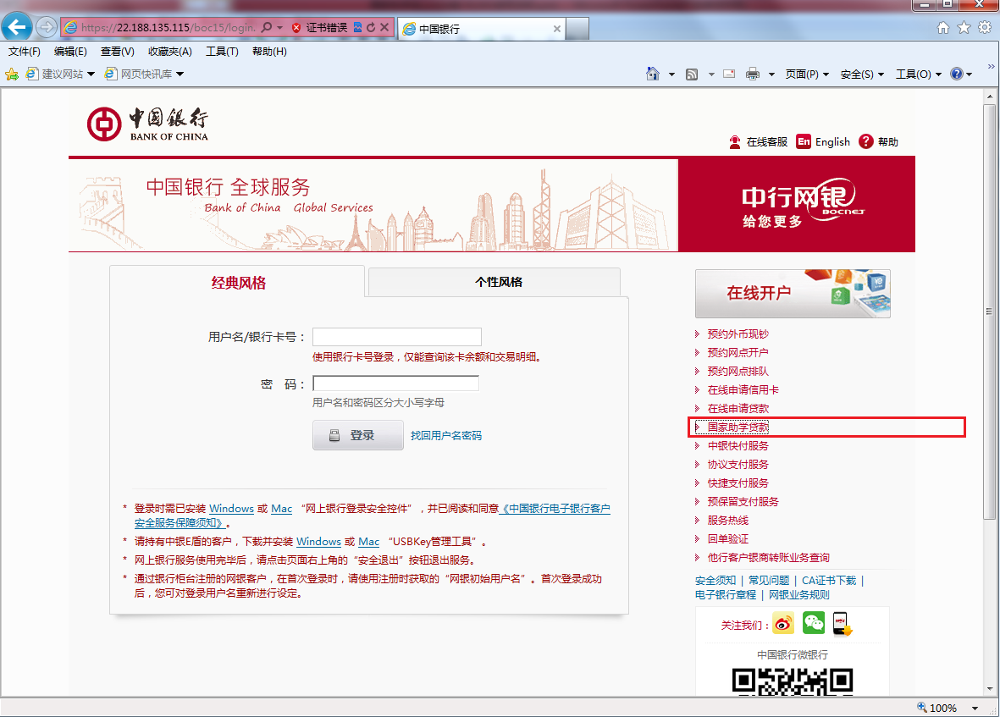 https://22.188.135.115/boc15/login.
证书错误
中国银行
文件(F) 编辑(E) 查看(V) 收藏夹(A) 工具(T) 帮助(H)
建议网站 网页快讯库
页面(P) 安全(S) 工具(O)
中国银行
BANK OF CHINA
在线客服 En English ? 帮助
中国银行 全球服务
Bank of China Global Services
中行网银
BOCNET
给您更多
经典风格 个性风格
用户名/银行卡号：
使用银行卡号登录，仅能查询该卡余额和交易明细。
密 码：
用户名和密码区分大小写字母
登录 找回用户名密码
* 登录时需已安装 Windows 或 Mac “网上银行登录安全控件”，并已阅读和同意《中国银行电子银行客户
安全服务保障须知》。
* 请持有中银E盾的客户，下载并安装 Windows 或 Mac “USBKey管理工具”。
* 网上银行服务使用完毕后，请点击页面右上角的“安全退出”按钮退出服务。
* 通过银行柜台注册的网银客户，在首次登录时，请使用注册时获取的“网银初始用户名”。首次登录成功
后，您可对登录用户名重新进行设定。
在线开户
预约外币现钞
预约网点开户
预约网点排队
在线申请信用卡
在线申请贷款
国家助学贷款
中银快付服务
协议支付服务
快捷支付服务
预保留支付服务
服务热线
回单验证
他行客户银商转账业务查询
安全须知 | 常见问题 | CA证书下载 |
电子银行章程 | 网银业务规则
关注我们：
中国银行微银行
100%